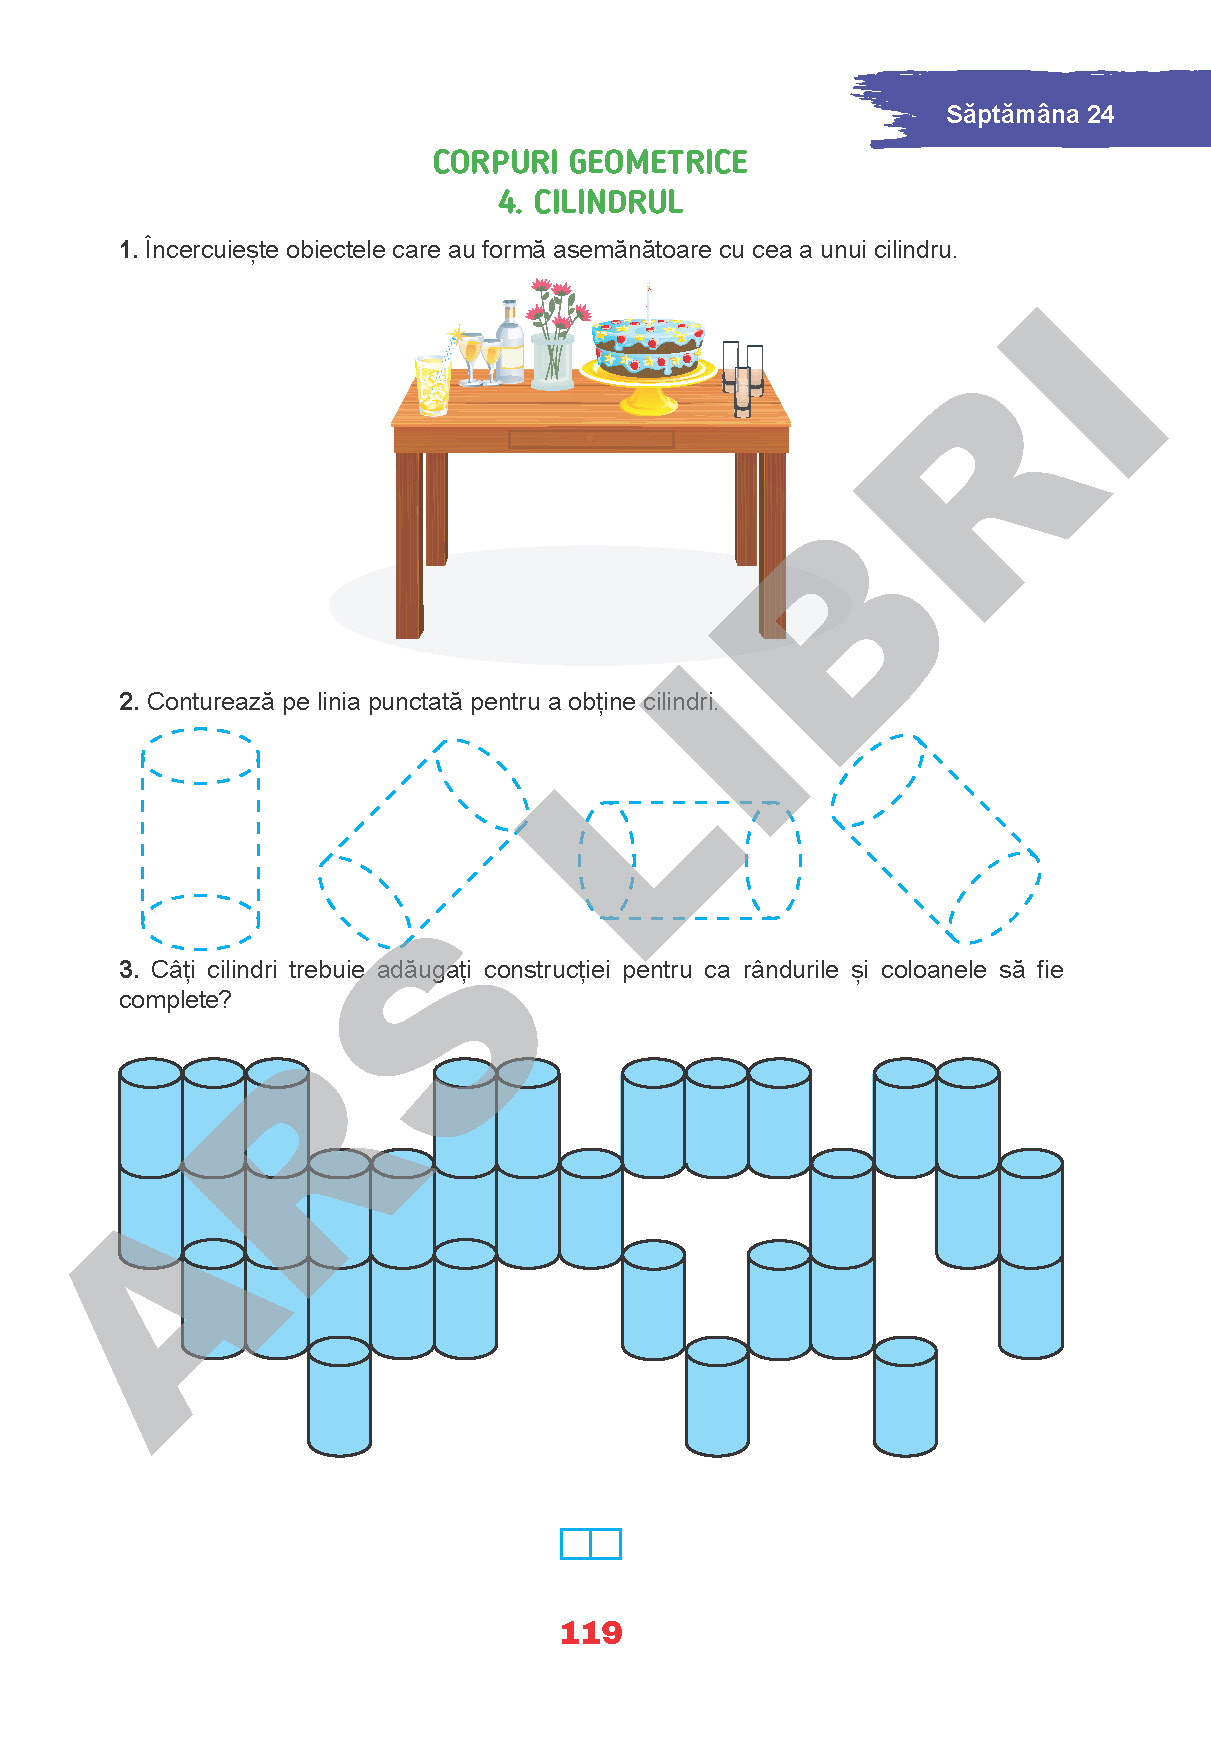 Săptămâna 24
CORPURI GEOMETRICE
4. CILINDRUL
1. Încercuiește obiectele care au formă asemănătoare cu cea a unui cilindru.
2. Conturează pe linia punctată pentru a obține cilindri.
3. Câți cilindri trebuie adăugați construcției pentru ca rândurile și coloanele să fie
complete?
ARS LIBRI
119